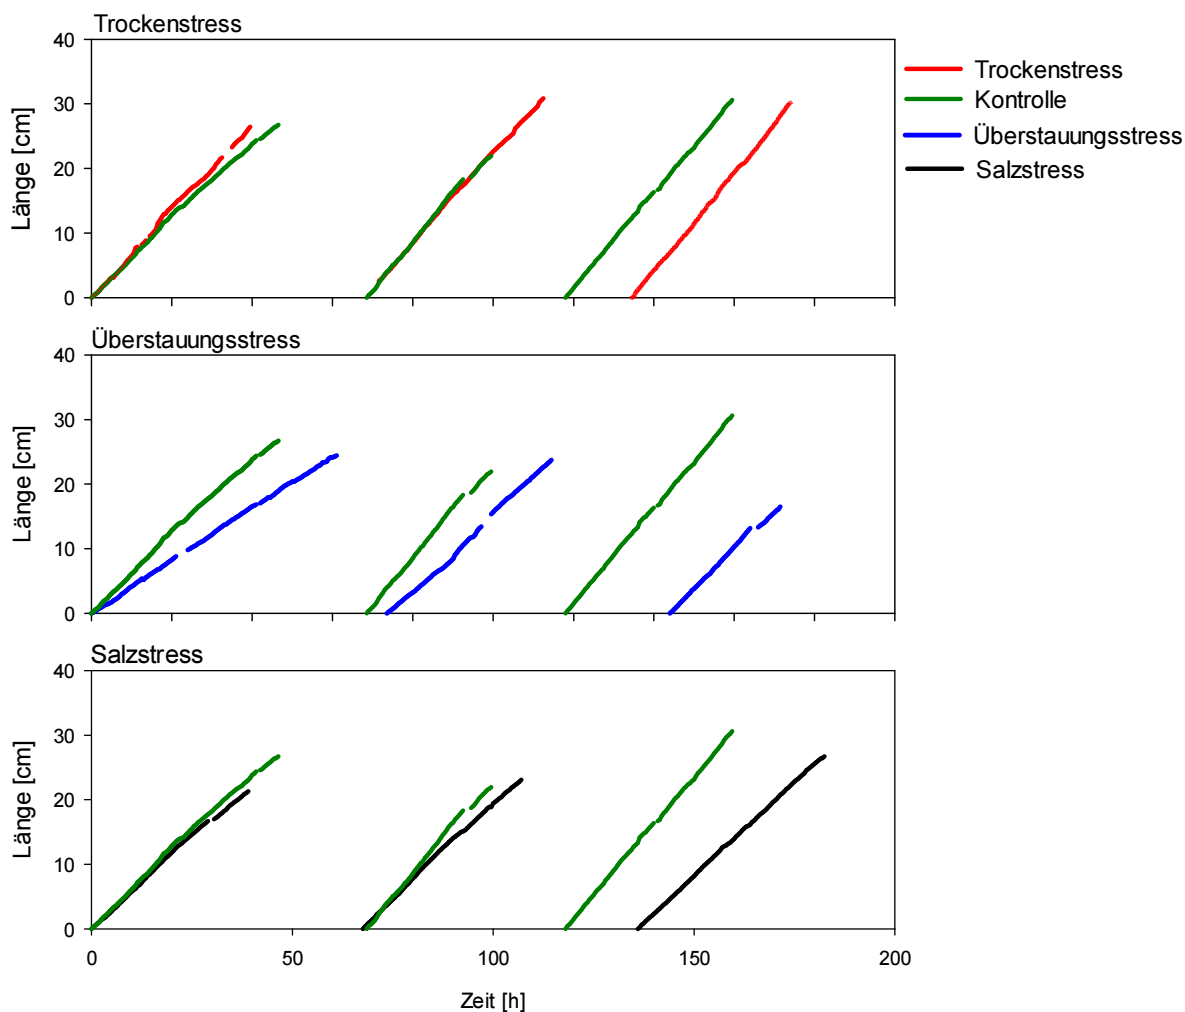 Trockenstress
40
30
20
10
0
Länge [cm]
Trockenstress
Kontrolle
Überstauungsstress
Salzstress
Überstauungsstress
40
30
20
10
0
Länge [cm]
Salzstress
40
30
20
10
0
Länge [cm]
0 50 100 150 200
Zeit [h]